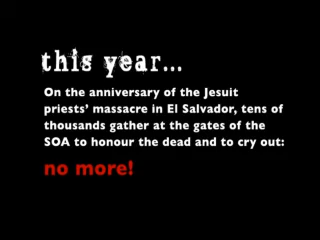 this year...
On the anniversary of the Jesuit
priests' massacre in El Salvador, tens of
thousands gather at the gates of the
SOA to honour the dead and to cry out:
no more!